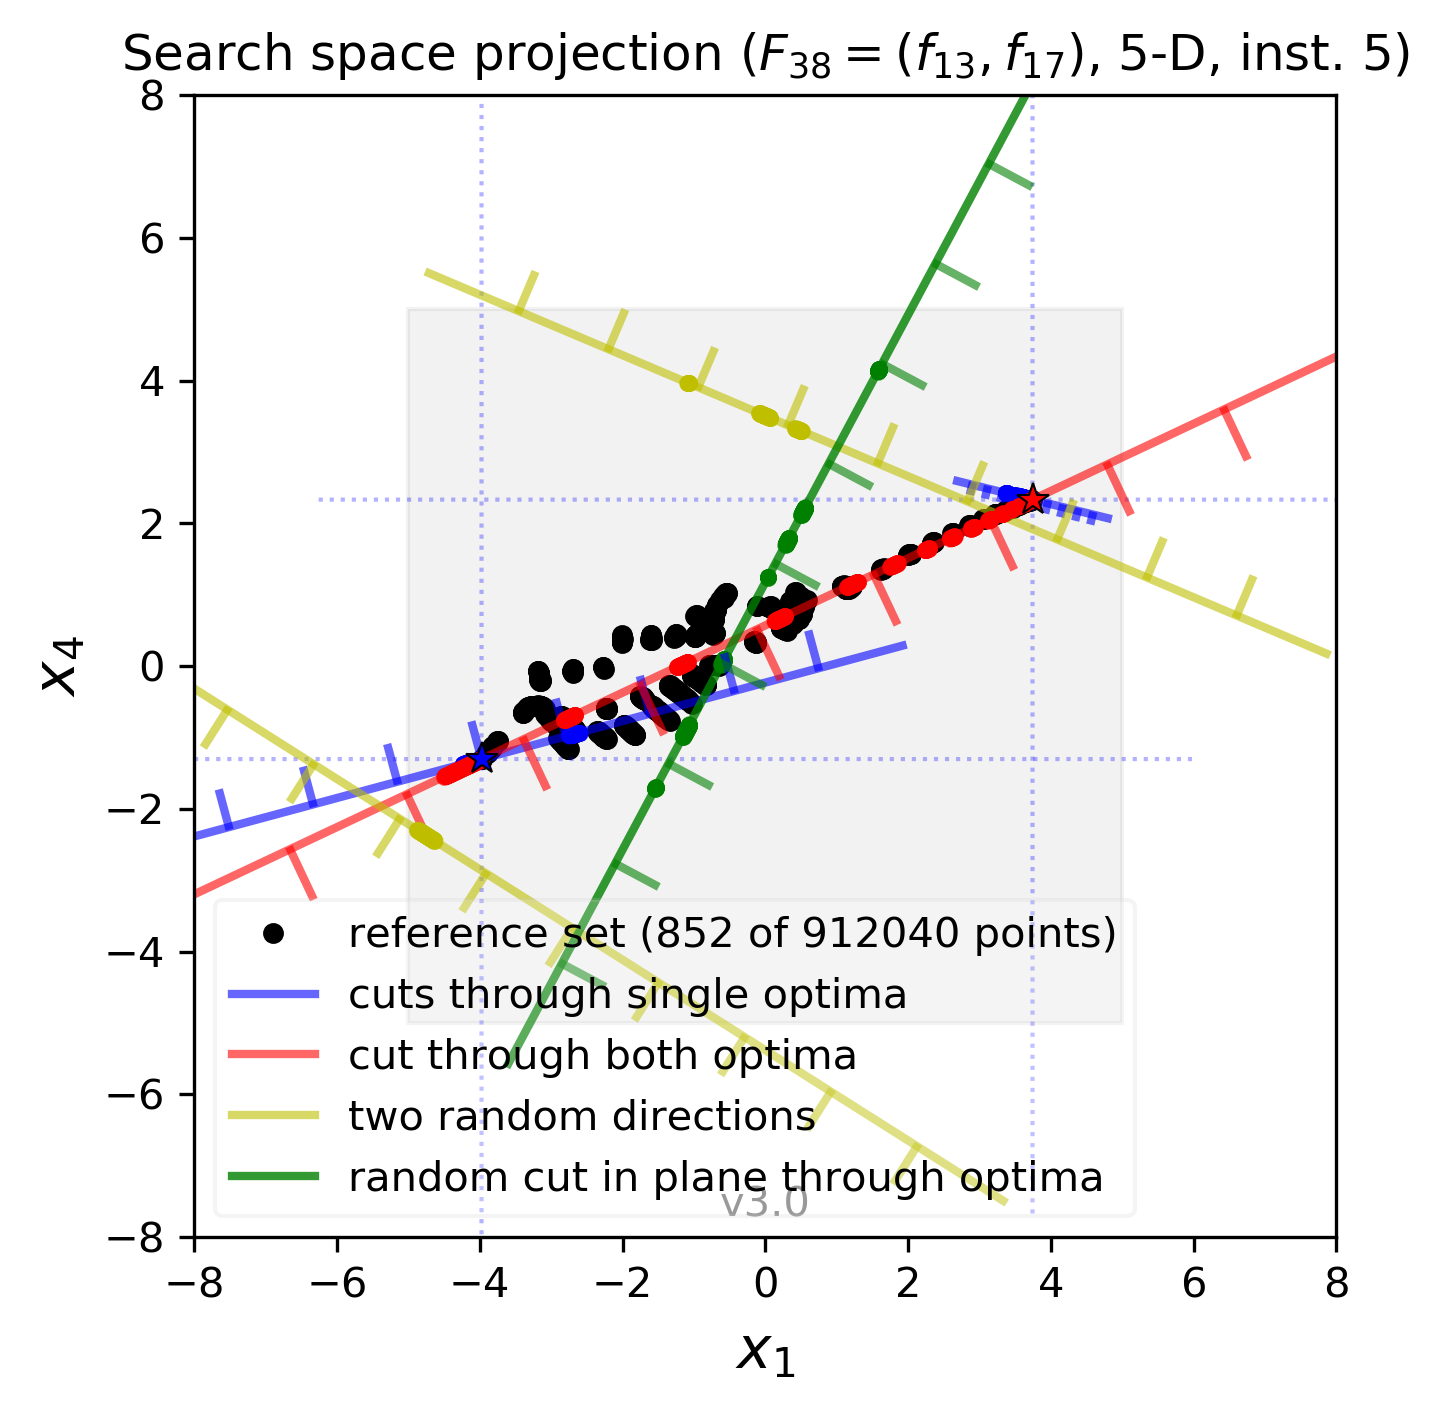 Search space projection (F38 = (f13, f17), 5-D, inst. 5)
8
6
4
2
0
−2
−4
−6
−8
x4
reference set (852 of 912040 points)
cuts through single optima
cut through both optima
two random directions
random cut in plane through optima
v3.0
−8 −6 −4 −2 0 2 4 6 8
x1